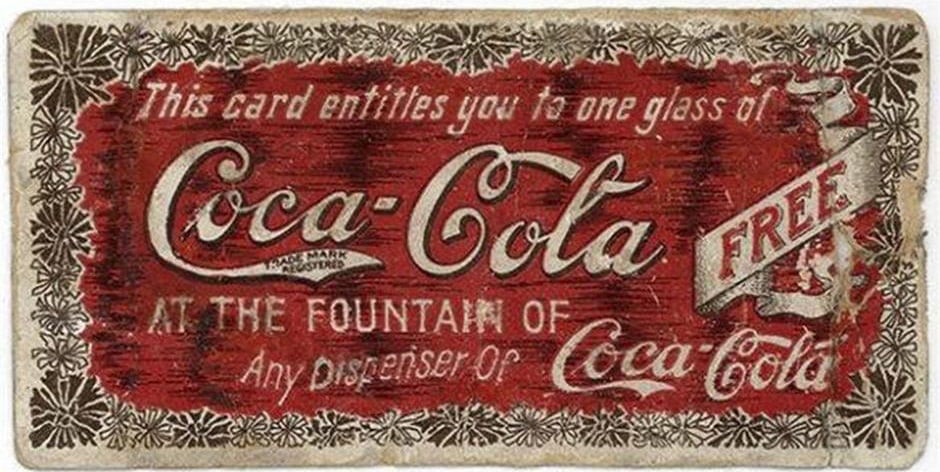 This card entitles you to one glass of
Coca-Cola
TRADE MARK
REGISTERED
FREE
AT THE FOUNTAIN OF
Any Dispenser Of
Coca-Cola